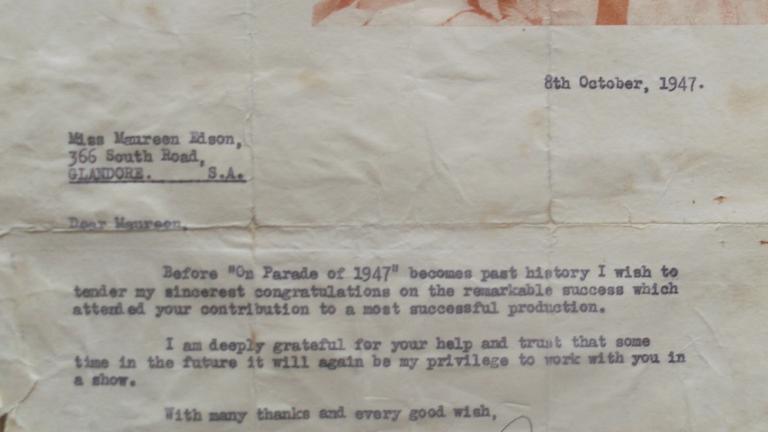 8th October, 1947.
Miss Maureen Edson,
366 South Road,
GLANDORE. S.A.
Dear Maureen,
Before "On Parade of 1947" becomes past history I wish to
tender my sincerest congratulations on the remarkable success which
attended your contribution to a most successful production.
I am deeply grateful for your help and trust that some
time in the future it will again be my privilege to work with you in
a show.
With many thanks and every good wish,